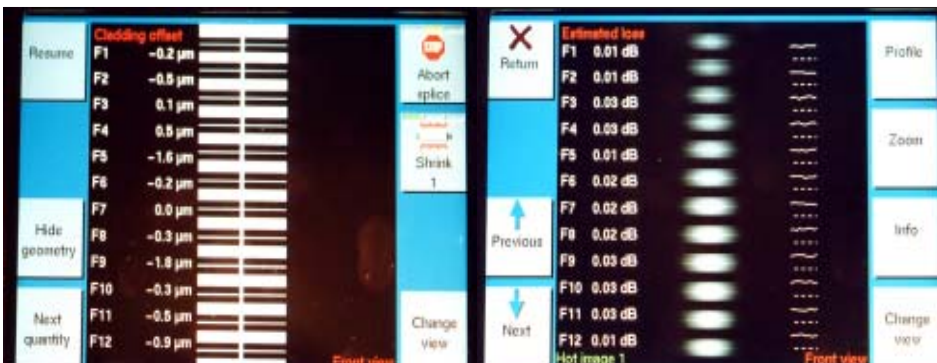 Resume
Hide
geometry
Next
quantity
Cladding offset
F1 -0.2 µm
F2 -0.5 µm
F3 0.1 µm
F4 0.5 µm
F5 -1.6 µm
F6 -0.2 µm
F7 0.0 µm
F8 -0.3 µm
F9 -1.8 µm
F10 -0.3 µm
F11 -0.5 µm
F12 -0.9 µm
Front view
STOP
Abort
splice
Shrink
1
Change
view
Return
Previous
Next
Estimated loss
F1 0.01 dB
F2 0.01 dB
F3 0.03 dB
F4 0.03 dB
F5 0.01 dB
F6 0.02 dB
F7 0.02 dB
F8 0.02 dB
F9 0.03 dB
F10 0.03 dB
F11 0.03 dB
F12 0.01 dB
Hot image 1
Front view
Profile
Zoom
Info
Change
view